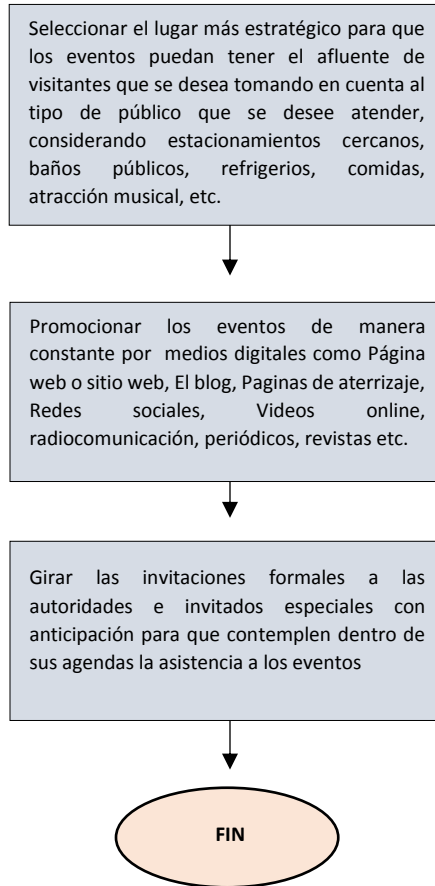 Seleccionar el lugar más estratégico para que
los eventos puedan tener el afluente de
visitantes que se desea tomando en cuenta al
tipo de público que se desee atender,
considerando estacionamientos cercanos,
baños públicos, refrigerios, comidas,
atracción musical, etc.
Promocionar los eventos de manera
constante por medios digitales como Página
web o sitio web, El blog, Paginas de aterrizaje,
Redes sociales, Videos online,
radiocomunicación, periódicos, revistas etc.
Girar las invitaciones formales a las
autoridades e invitados especiales con
anticipación para que contemplen dentro de
sus agendas la asistencia a los eventos
FIN